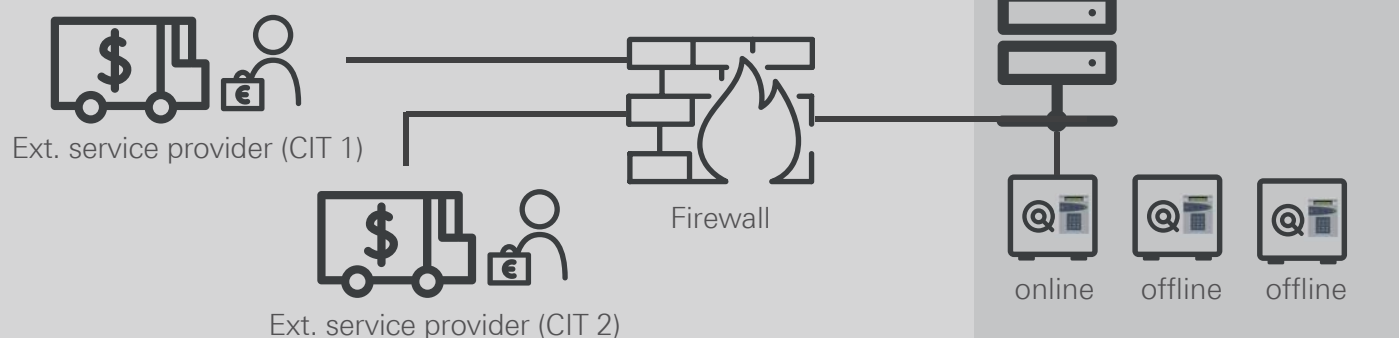 $
€
Ext. service provider (CIT 1)
$
€
Ext. service provider (CIT 2)
Firewall
online
offline
offline